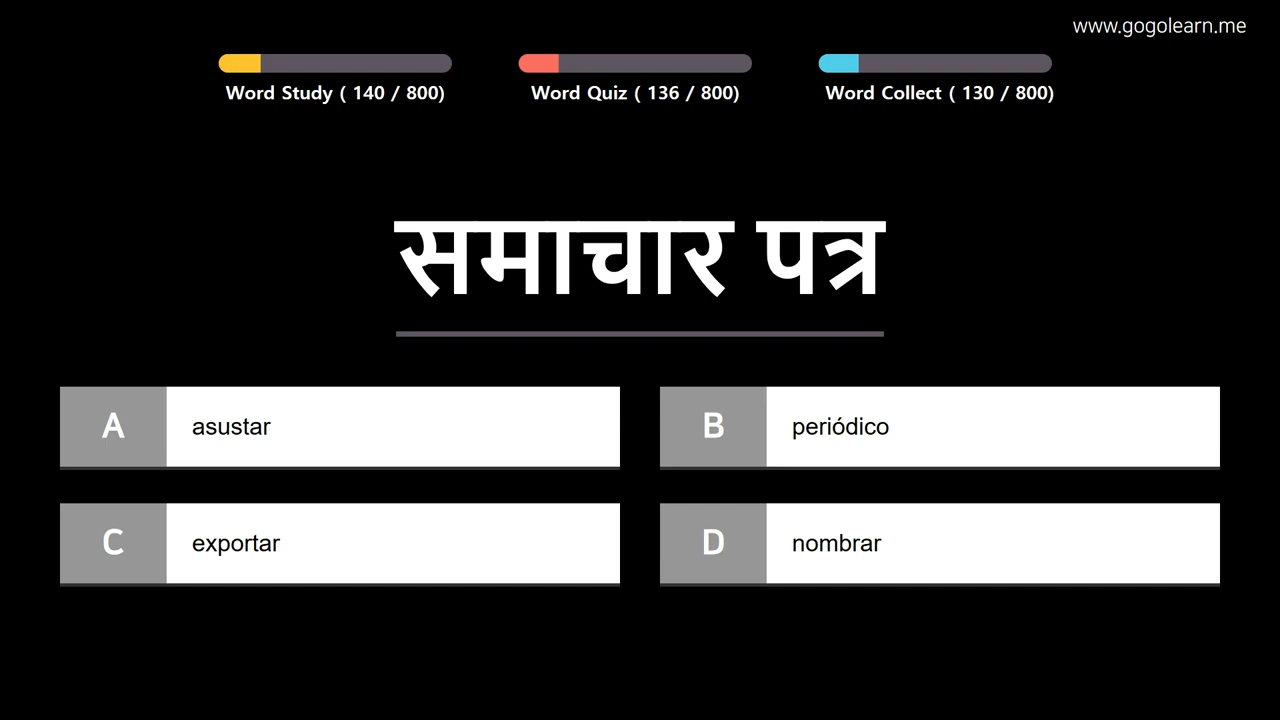 www.gogolearn.me
Word Study ( 140 / 800)
Word Quiz ( 136 / 800)
Word Collect ( 130 / 800)
समाचार पत्र
A asustar
B periódico
C exportar
D nombrar